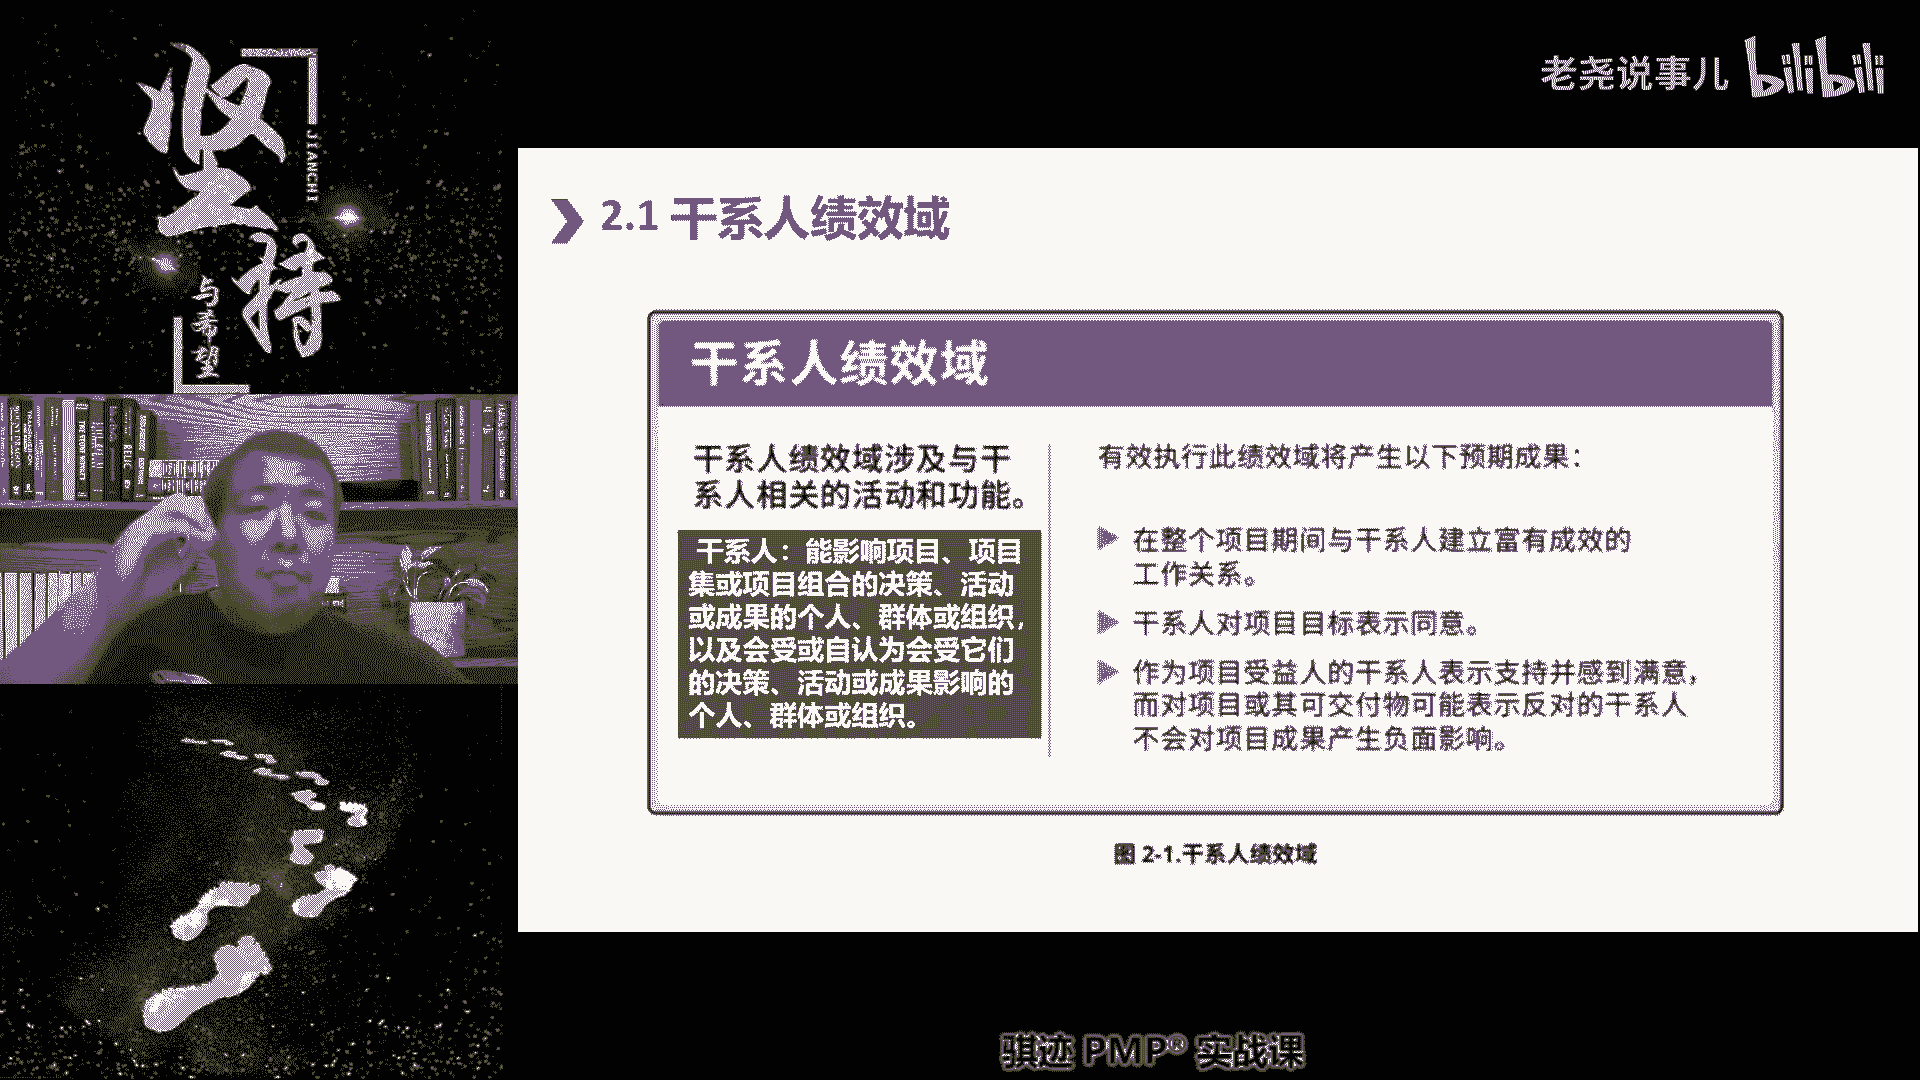 坚持
JIANCHI
与希望
老尧说事儿 bilibili
2.1 干系人绩效域
干系人绩效域
干系人绩效域涉及与干
系人相关的活动和功能。
干系人：能影响项目、项目
集或项目组合的决策、活动
或成果的个人、群体或组织，
以及会受或自认为会受它们
的决策、活动或成果影响的
个人、群体或组织。
有效执行此绩效域将产生以下预期成果：
在整个项目期间与干系人建立富有成效的
工作关系。
干系人对项目目标表示同意。
作为项目受益人的干系人表示支持并感到满意，
而对项目或其可交付物可能表示反对的干系人
不会对项目成果产生负面影响。
图 2-1.干系人绩效域
骐迹 PMP® 实战课